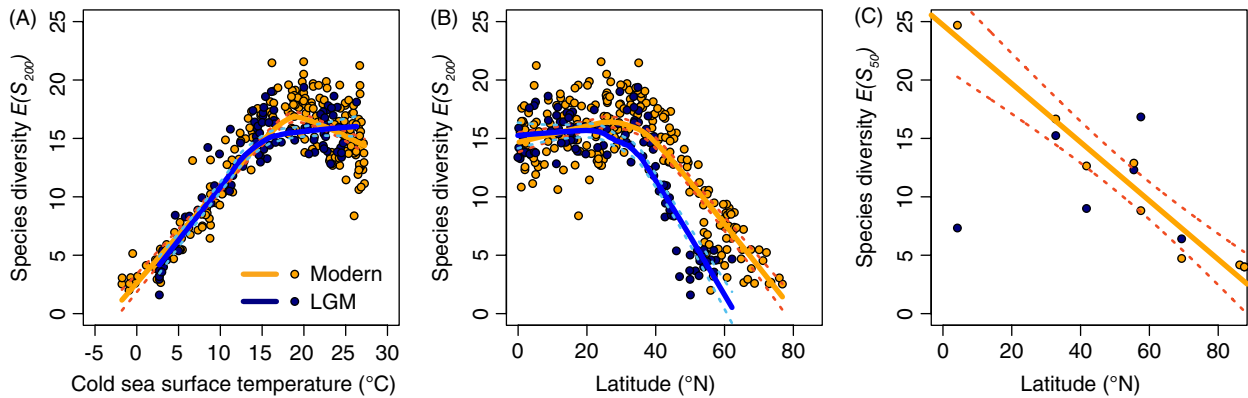 (A)
Species diversity E(S200)
0 5 10 15 20 25
-5 0 5 10 15 20 25 30
Cold sea surface temperature (°C)
Modern
LGM
(B)
Species diversity E(S200)
0 5 10 15 20 25
0 20 40 60 80
Latitude (°N)
(C)
Species diversity E(S50)
0 5 10 15 20 25
0 20 40 60 80
Latitude (°N)